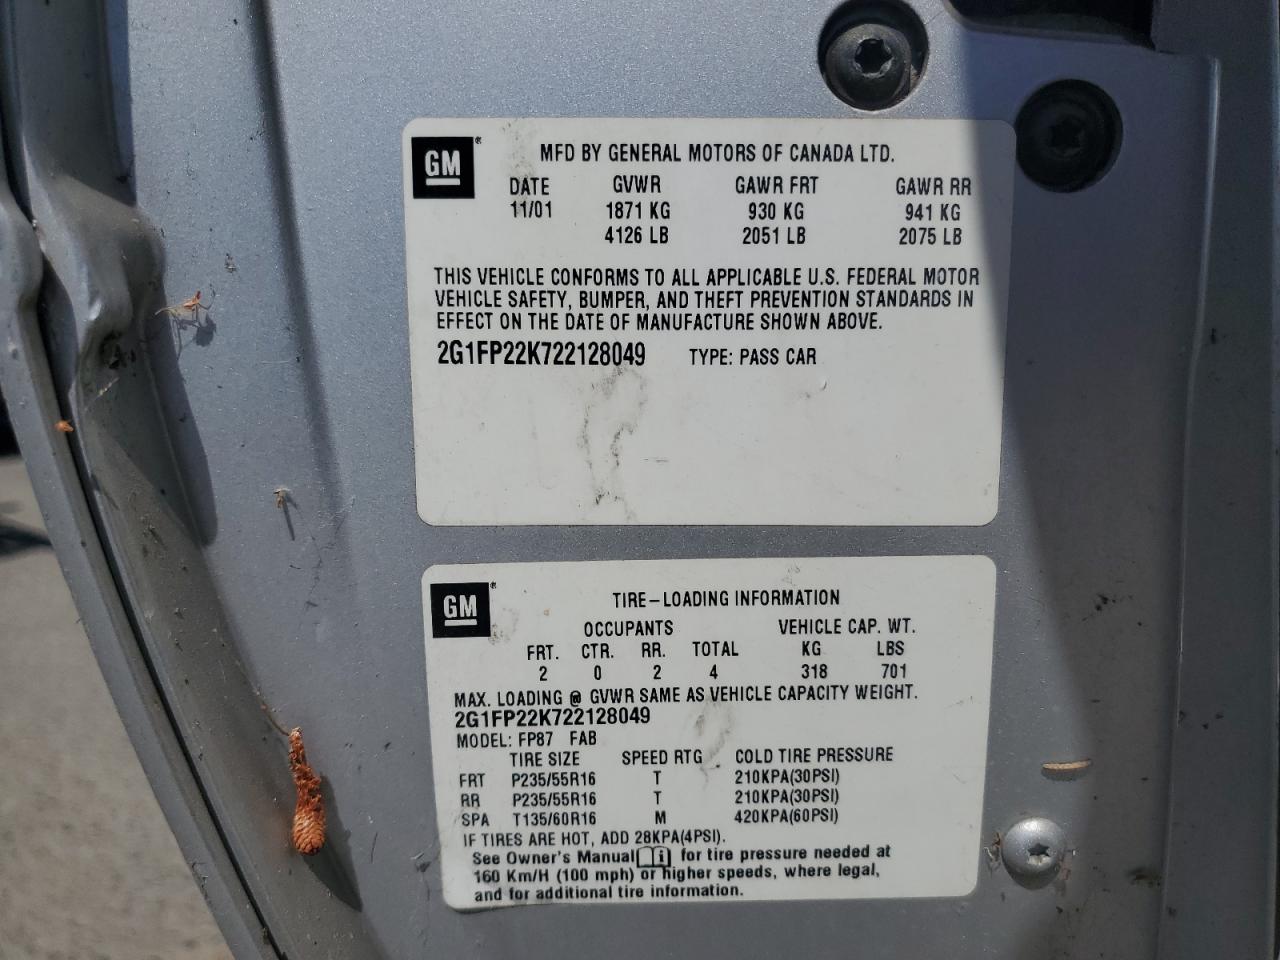 GM ® MFD BY GENERAL MOTORS OF CANADA LTD.
DATE GVWR GAWR FRT GAWR RR
11/01 1871 KG 930 KG 941 KG
4126 LB 2051 LB 2075 LB
THIS VEHICLE CONFORMS TO ALL APPLICABLE U.S. FEDERAL MOTOR
VEHICLE SAFETY, BUMPER, AND THEFT PREVENTION STANDARDS IN
EFFECT ON THE DATE OF MANUFACTURE SHOWN ABOVE.
2G1FP22K722128049 TYPE: PASS CAR
GM ® TIRE-LOADING INFORMATION
OCCUPANTS VEHICLE CAP. WT.
FRT. CTR. RR. TOTAL KG LBS
2 0 2 4 318 701
MAX. LOADING @ GVWR SAME AS VEHICLE CAPACITY WEIGHT.
2G1FP22K722128049
MODEL: FP87 FAB
TIRE SIZE SPEED RTG COLD TIRE PRESSURE
FRT P235/55R16 T 210KPA(30PSI)
RR P235/55R16 T 210KPA(30PSI)
SPA T135/60R16 M 420KPA(60PSI)
IF TIRES ARE HOT, ADD 28KPA(4PSI).
See Owner's Manual i for tire pressure needed at
160 Km/H (100 mph) or higher speeds, where legal,
and for additional tire information.